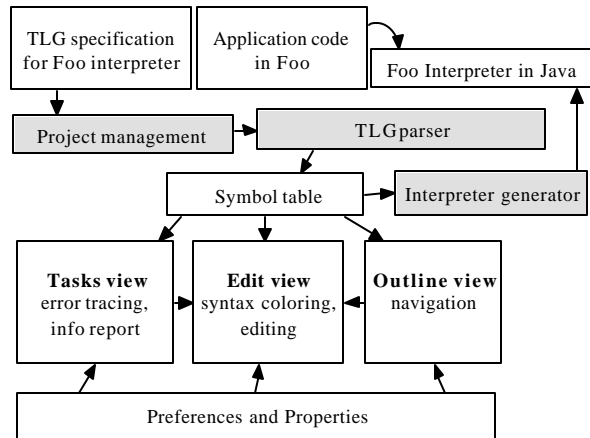 TLG specification
for Foo interpreter
Application code
in Foo
Foo Interpreter in Java
Project management
TLGparser
Symbol table
Interpreter generator
Tasks view
error tracing,
info report
Edit view
syntax coloring,
editing
Outline view
navigation
Preferences and Properties